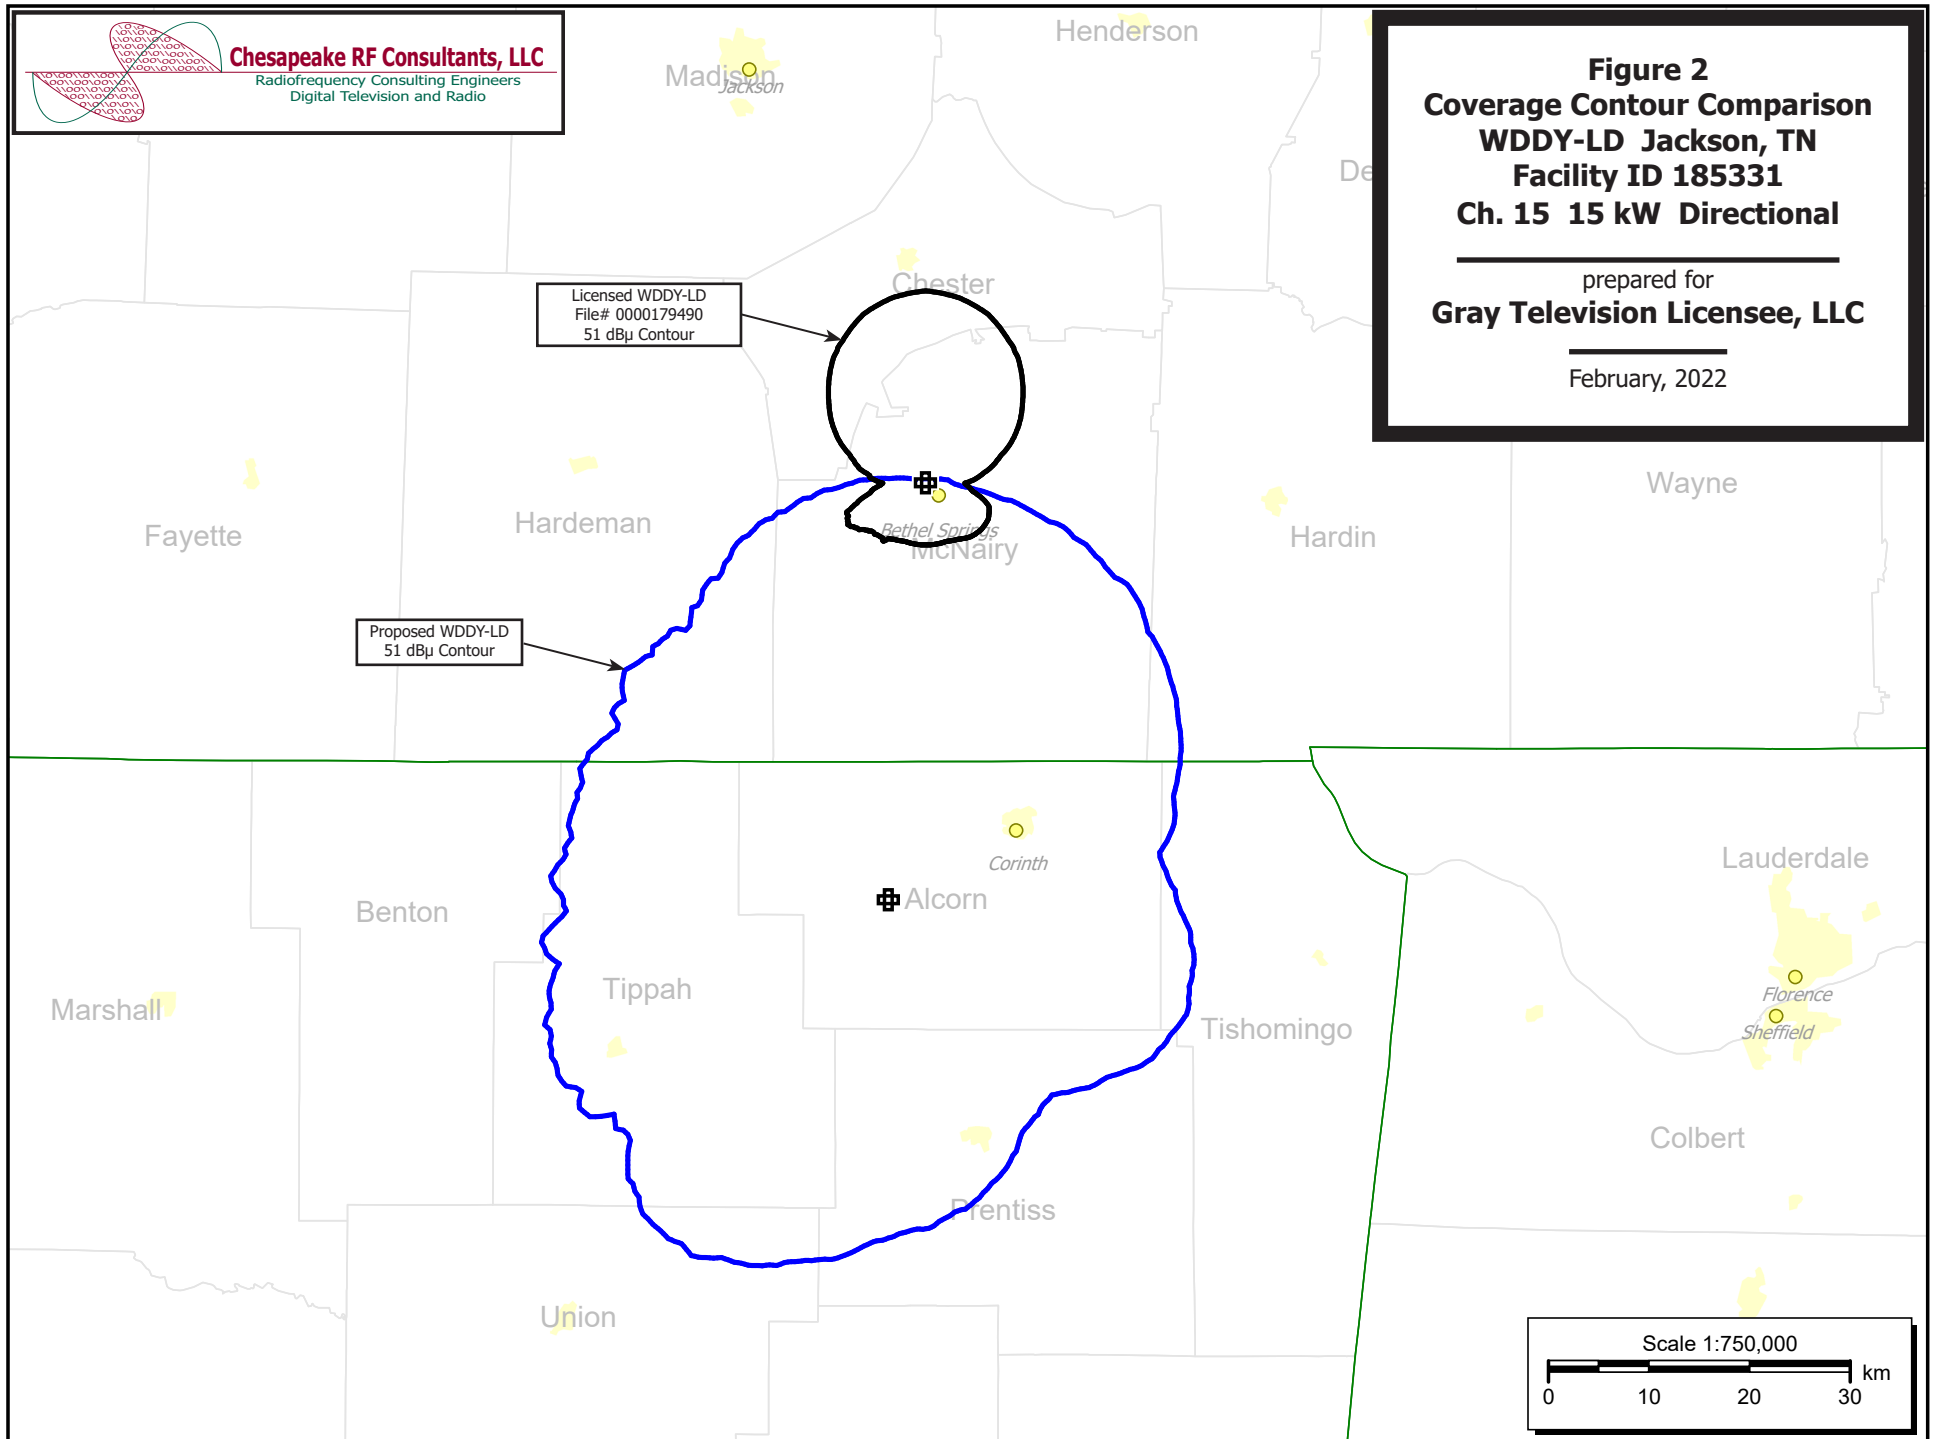 Chesapeake RF Consultants, LLC
Radiofrequency Consulting Engineers
Digital Television and Radio
Figure 2
Coverage Contour Comparison
WDDY-LD Jackson, TN
Facility ID 185331
Ch. 15 15 kW Directional
prepared for
Gray Television Licensee, LLC
February, 2022
Henderson
Madison
Jackson
De
Chester
Licensed WDDY-LD
File# 0000179490
51 dBµ Contour
Wayne
Fayette
Hardeman
Bethel Springs
McNairy
Hardin
Proposed WDDY-LD
51 dBµ Contour
Corinth
Lauderdale
Benton
Alcorn
Tippah
Marshall
Florence
Sheffield
Tishomingo
Colbert
Prentiss
Union
Scale 1:750,000
km
0 10 20 30